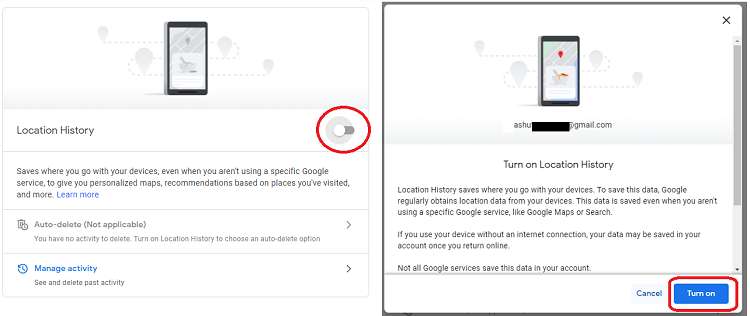 Location History
Saves where you go with your devices, even when you aren't using a specific Google
service, to give you personalized maps, recommendations based on places you've visited,
and more. Learn more
Auto-delete (Not applicable)
You have no activity to delete. Turn on Location History to choose an auto-delete option
Manage activity
See and delete past activity
ashut @gmail.com
Turn on Location History
Location History saves where you go with your devices. To save this data, Google
regularly obtains location data from your devices. This data is saved even when you aren't
using a specific Google service, like Google Maps or Search.
If you use your device without an internet connection, your data may be saved in your
account once you return online.
Not all Google services save this data in your account.
Cancel
Turn on